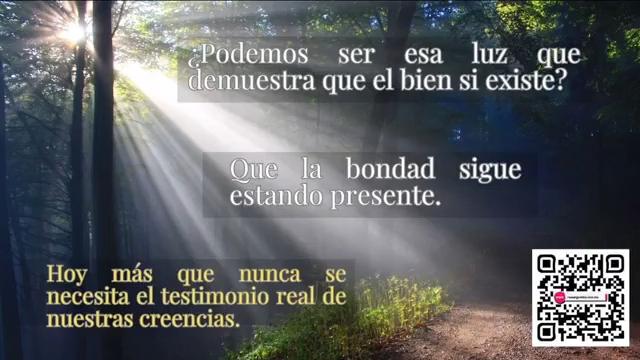 ¿Podemos ser esa luz que
demuestra que el bien si existe?
Que la bondad sigue
estando presente.
Hoy más que nunca se
necesita el testimonio real de
nuestras creencias.